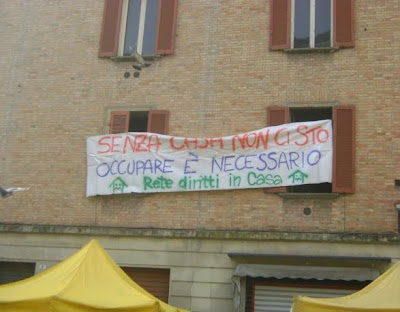 SENZA CASA NON CI STO
OCCUPARE È NECESSARIO
Rete diritti in Casa